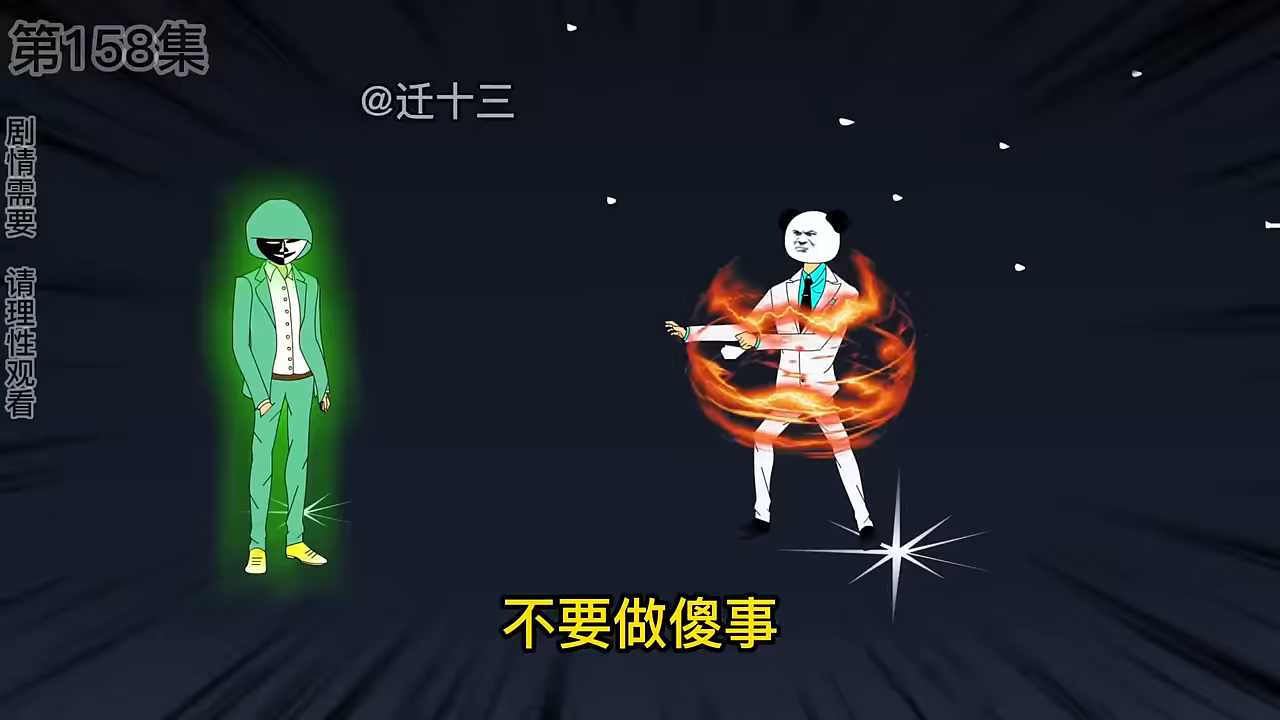 第158集
@迁十三
剧情需要 请理性观看
不要做傻事